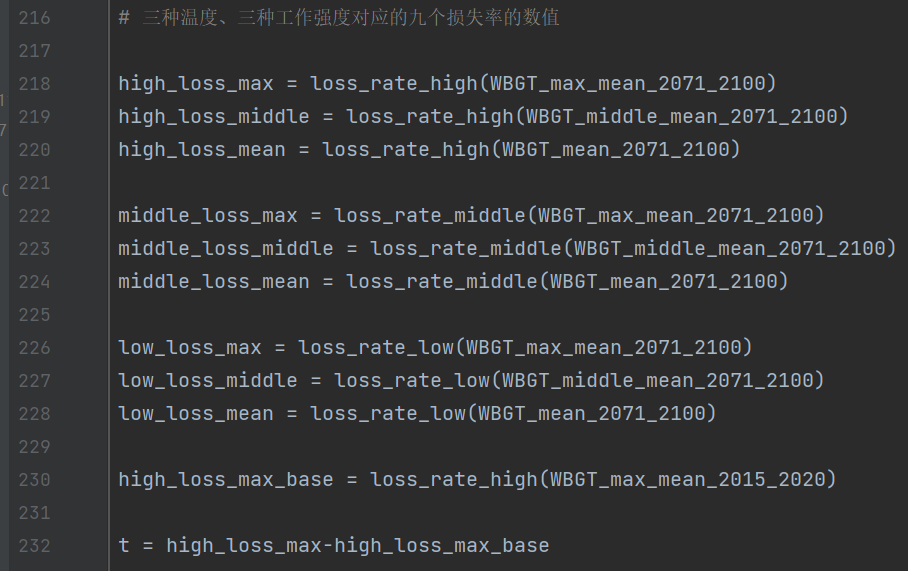 216 # 三种温度、三种工作强度对应的九个损失率的数值
217
218 high_loss_max = loss_rate_high(WBGT_max_mean_2071_2100)
219 high_loss_middle = loss_rate_high(WBGT_middle_mean_2071_2100)
220 high_loss_mean = loss_rate_high(WBGT_mean_2071_2100)
221
222 middle_loss_max = loss_rate_middle(WBGT_max_mean_2071_2100)
223 middle_loss_middle = loss_rate_middle(WBGT_middle_mean_2071_2100)
224 middle_loss_mean = loss_rate_middle(WBGT_mean_2071_2100)
225
226 low_loss_max = loss_rate_low(WBGT_max_mean_2071_2100)
227 low_loss_middle = loss_rate_low(WBGT_middle_mean_2071_2100)
228 low_loss_mean = loss_rate_low(WBGT_mean_2071_2100)
229
230 high_loss_max_base = loss_rate_high(WBGT_max_mean_2015_2020)
231
232 t = high_loss_max-high_loss_max_base